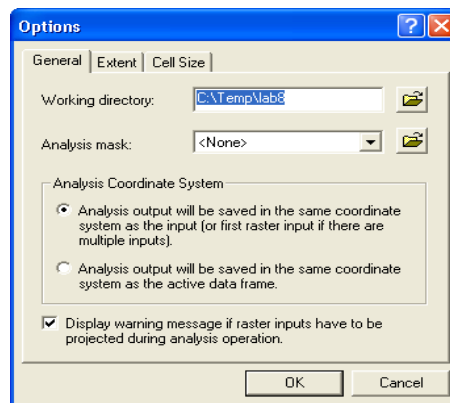 Options
General Extent Cell Size
Working directory: C:\Temp\lab8
Analysis mask: <None>
Analysis Coordinate System
Analysis output will be saved in the same coordinate
system as the input (or first raster input if there are
multiple inputs).
Analysis output will be saved in the same coordinate
system as the active data frame.
Display warning message if raster inputs have to be
projected during analysis operation.
OK Cancel